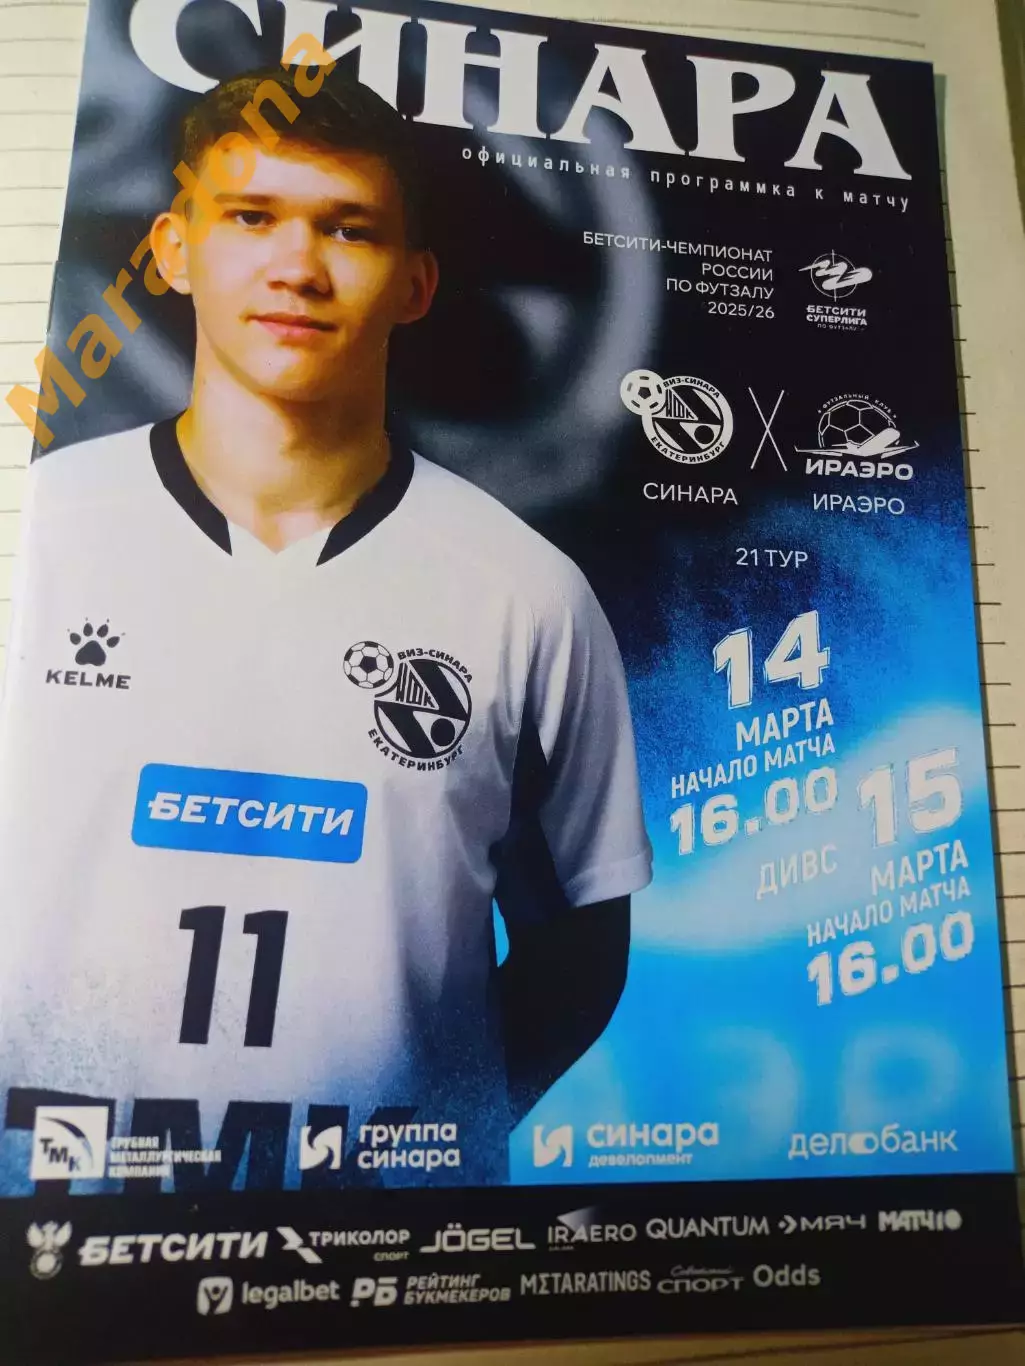 СИНАРА
официальная программка к матчу
Maradona
БЕТСИТИ-ЧЕМПИОНАТ
РОССИИ
ПО ФУТЗАЛУ
2025/26
БЕТСИТИ
СУПЕРЛИГА
ПО ФУТЗАЛУ
ВИЗ-СИНАРА
ЕКАТЕРИНБУРГ
ФУТЗАЛЬНЫЙ КЛУБ
ИРАЭРО
СИНАРА
ИРАЭРО
21 ТУР
14
МАРТА
НАЧАЛО МАТЧА
16.00
ДИВС
15
МАРТА
НАЧАЛО МАТЧА
16.00
KELME
ВИЗ-СИНАРА
МФК
ЕКАТЕРИНБУРГ
БЕТСИТИ
11
ТМК
ТМК
ТРУБНАЯ
МЕТАЛЛУРГИЧЕСКАЯ
КОМПАНИЯ
группа
синара
синара
девелопмент
делобанк
БЕТСИТИ
ТРИКОЛОР
СПОРТ
JÖGEL
IRAERO
QUANTUM
МЯЧ
МАТЧ!
legalbet
РБ
РЕЙТИНГ
БУКМЕКЕРОВ
METARATINGS
Советский
СПОРТ
Odds